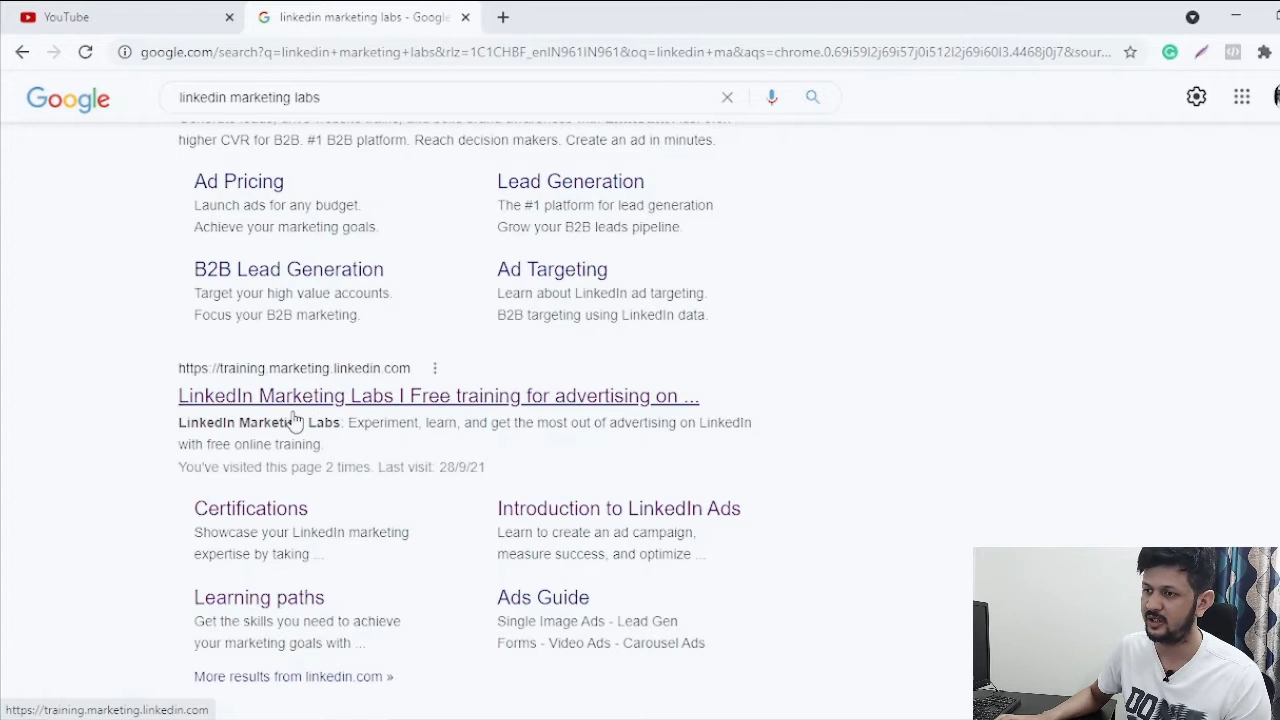 YouTube
linkedin marketing labs - Google
google.com/search?q=linkedin+marketing+labs&rlz=1C1CHBF_enIN961IN961&oq=linkedin+ma&aqs=chrome.0.69i59l2j69i57j0i512l2j69i60l3.4468j0j7&sour...
Google
linkedin marketing labs
higher CVR for B2B. #1 B2B platform. Reach decision makers. Create an ad in minutes.
Ad Pricing
Launch ads for any budget.
Achieve your marketing goals.
Lead Generation
The #1 platform for lead generation
Grow your B2B leads pipeline.
B2B Lead Generation
Target your high value accounts.
Focus your B2B marketing.
Ad Targeting
Learn about LinkedIn ad targeting.
B2B targeting using LinkedIn data.
https://training.marketing.linkedin.com
LinkedIn Marketing Labs I Free training for advertising on ...
LinkedIn Marketing Labs: Experiment, learn, and get the most out of advertising on LinkedIn
with free online training.
You've visited this page 2 times. Last visit: 28/9/21
Certifications
Showcase your LinkedIn marketing
expertise by taking ...
Introduction to LinkedIn Ads
Learn to create an ad campaign,
measure success, and optimize ...
Learning paths
Get the skills you need to achieve
your marketing goals with ...
Ads Guide
Single Image Ads - Lead Gen
Forms - Video Ads - Carousel Ads
More results from linkedin.com »
https://training.marketing.linkedin.com